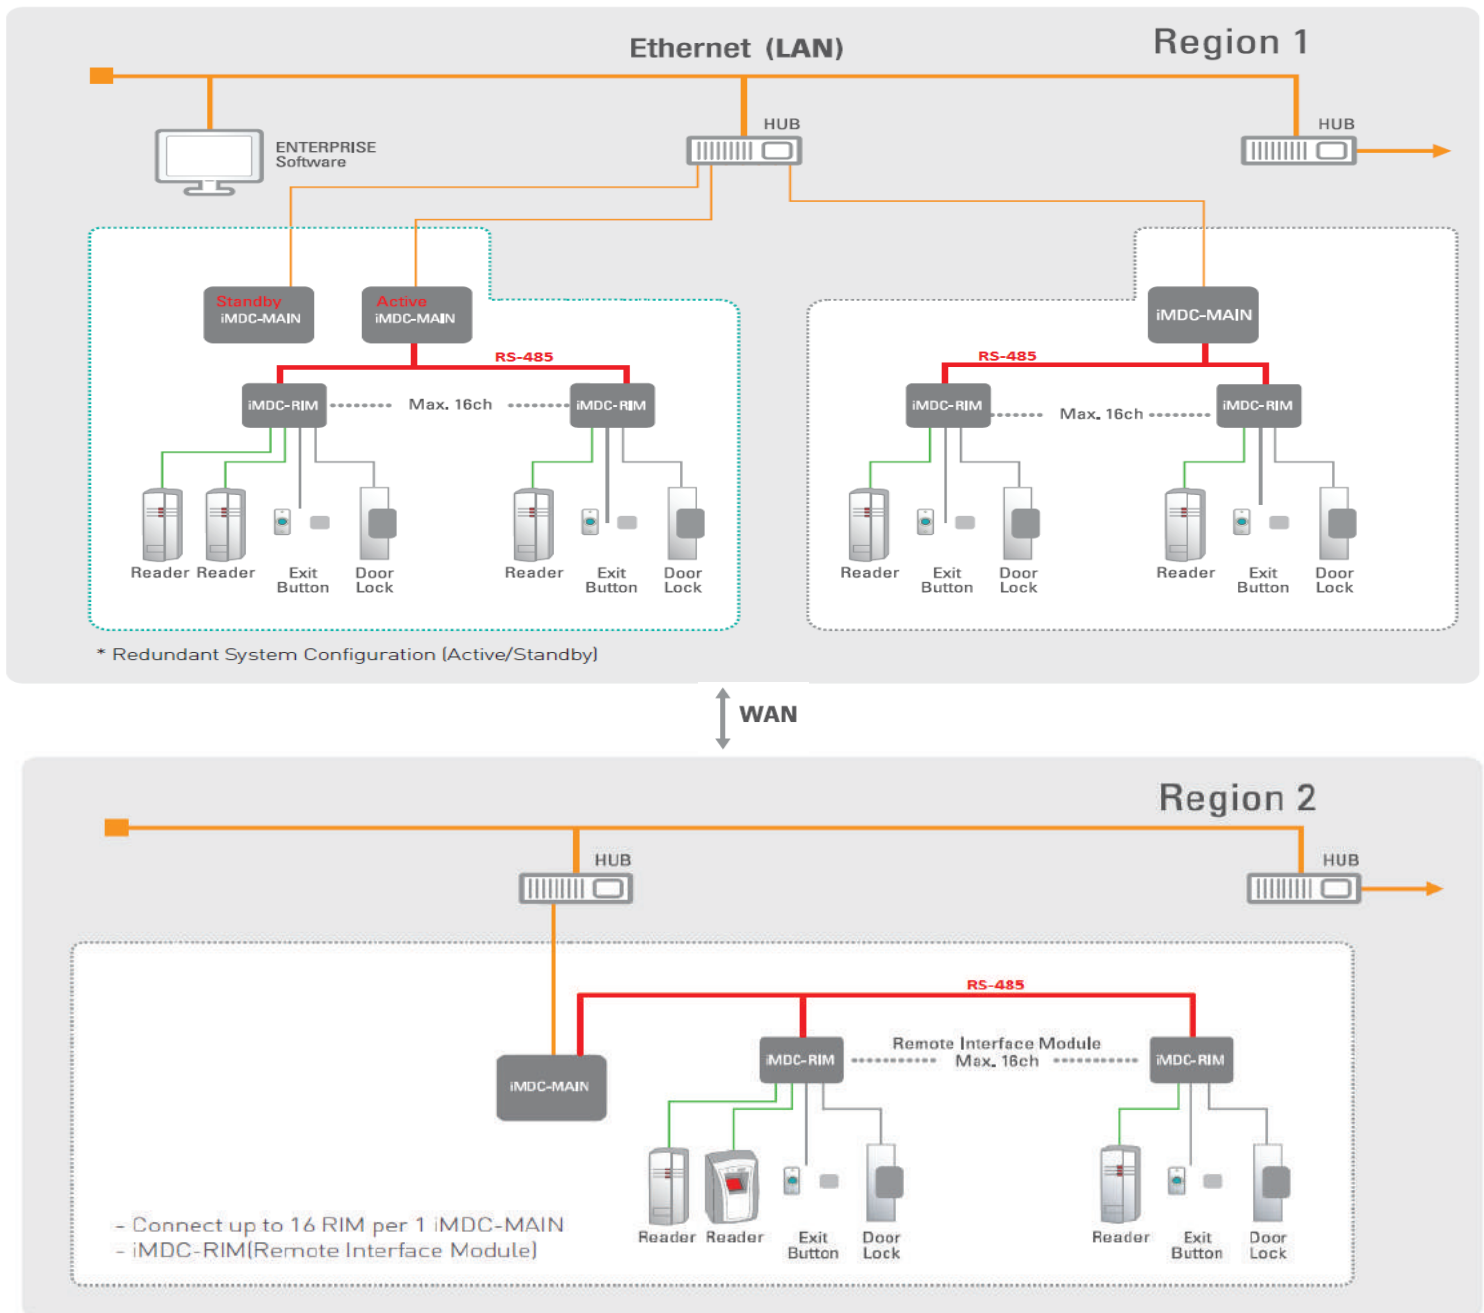 Ethernet (LAN)
Region 1
HUB
HUB
ENTERPRISE
Software
Standby
iMDC-MAIN
Active
iMDC-MAIN
iMDC-MAIN
RS-485
RS-485
iMDC-RIM
Max. 16ch
iMDC-RIM
iMDC-RIM
Max. 16ch
iMDC-RIM
Reader
Reader
Exit
Button
Door
Lock
Reader
Exit
Button
Door
Lock
Reader
Exit
Button
Door
Lock
Reader
Exit
Button
Door
Lock
* Redundant System Configuration (Active/Standby)
WAN
Region 2
HUB
HUB
RS-485
iMDC-MAIN
iMDC-RIM
Remote Interface Module
Max. 16ch
iMDC-RIM
Reader
Reader
Exit
Button
Door
Lock
Reader
Exit
Button
Door
Lock
- Connect up to 16 RIM per 1 iMDC-MAIN
- iMDC-RIM(Remote Interface Module)